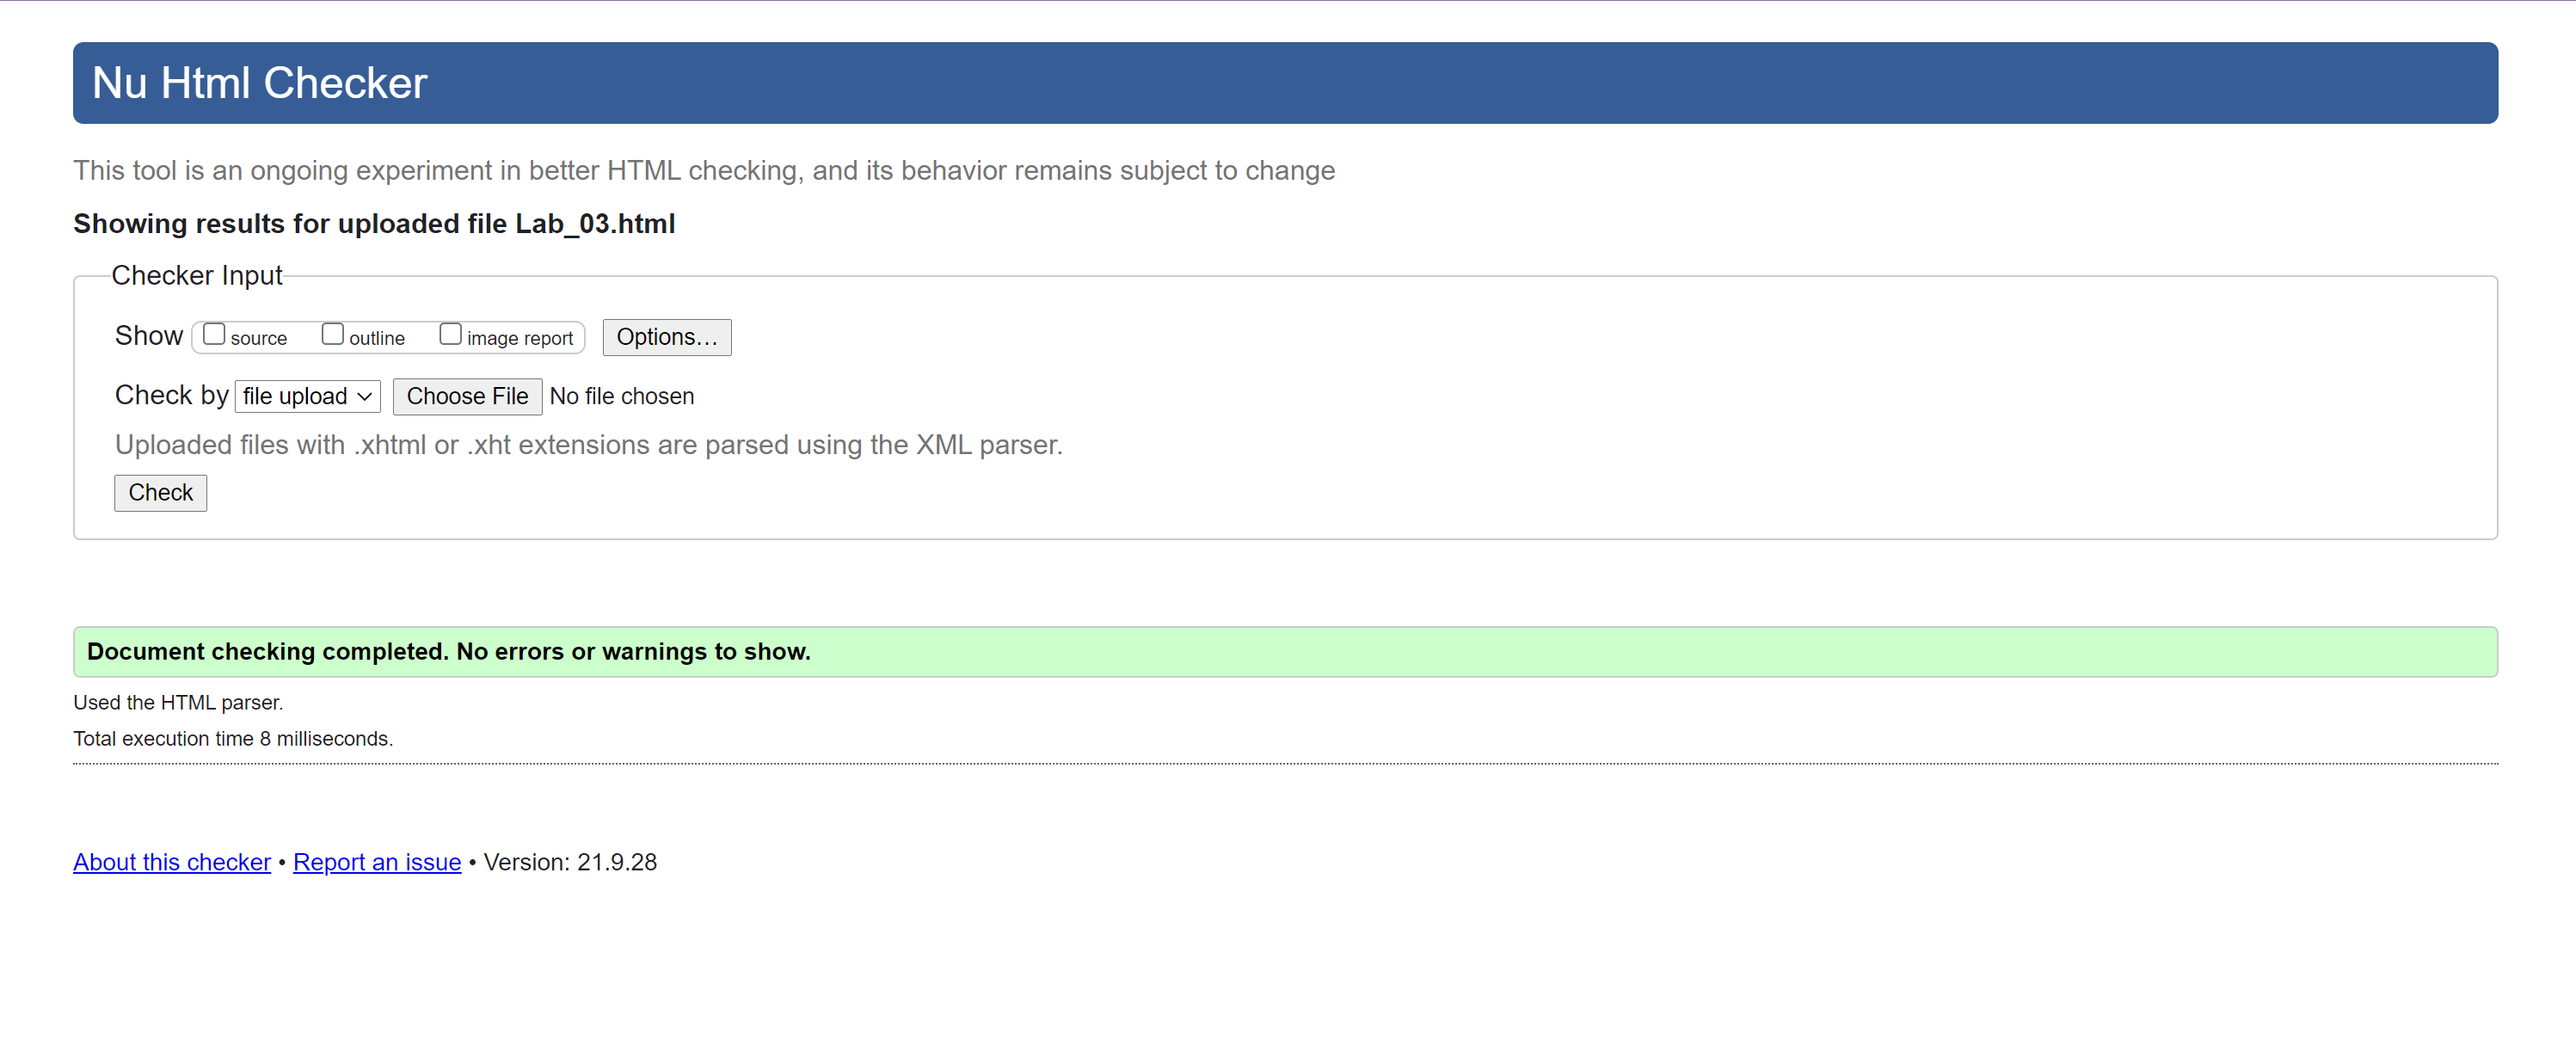 Nu Html Checker
This tool is an ongoing experiment in better HTML checking, and its behavior remains subject to change
Showing results for uploaded file Lab_03.html
Checker Input
Show source outline image report Options…
Check by file upload Choose File No file chosen
Uploaded files with .xhtml or .xht extensions are parsed using the XML parser.
Check
Document checking completed. No errors or warnings to show.
Used the HTML parser.
Total execution time 8 milliseconds.
About this checker • Report an issue • Version: 21.9.28